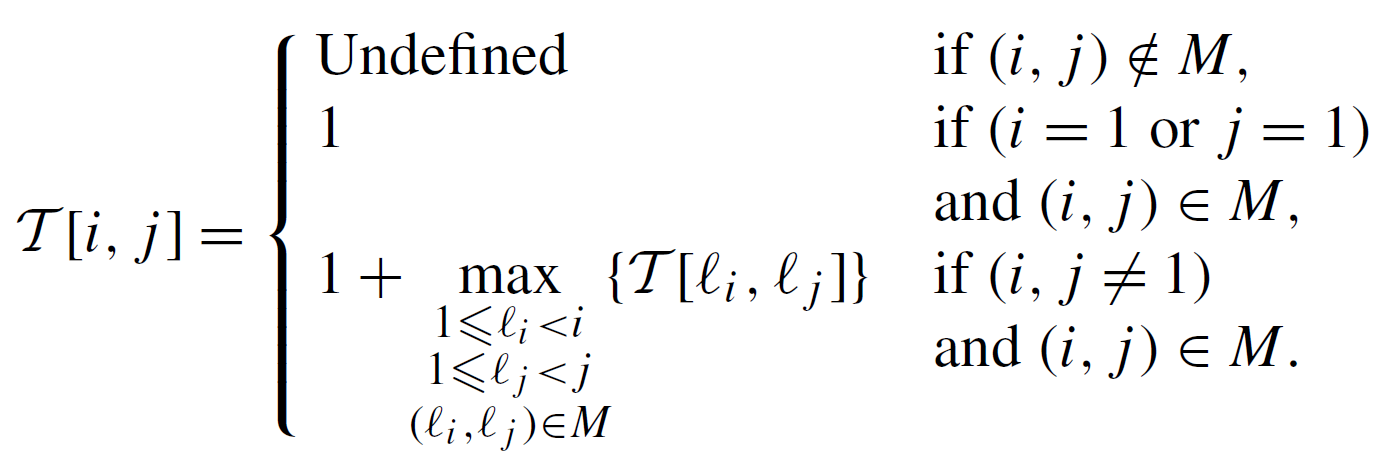 Undefined if (i, j) ∉ M,
1 if (i = 1 or j = 1)
and (i, j) ∈ M,
𝒯[i, j] = { 1 + max {𝒯[ℓ_i, ℓ_j]} if (i, j ≠ 1)
1⩽ℓ_i<i
1⩽ℓ_j<j and (i, j) ∈ M.
(ℓ_i,ℓ_j)∈M